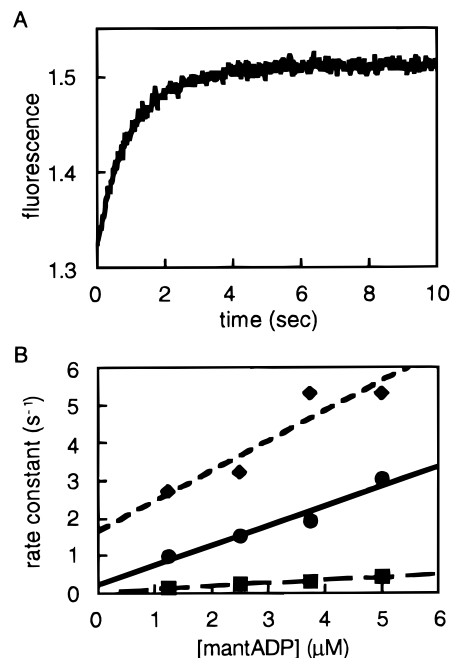 A
1.5
1.4
1.3
fluorescence
0 2 4 6 8 10
time (sec)
B
6
5
4
3
2
1
0
rate constant (s⁻¹)
0 1 2 3 4 5 6
[mantADP] (μM)